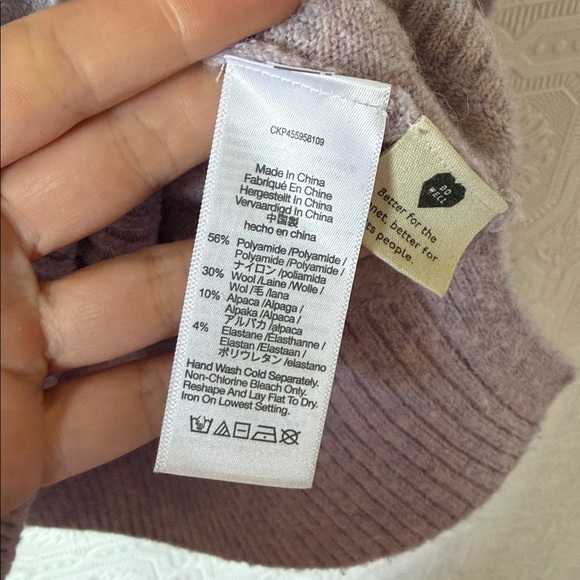 CKP455958109
Made In China
Fabriqué En Chine
Hergestellt In China
Vervaardigd In China
中国製
hecho en china
56% Polyamide /Polyamide /
Polyamide /Polyamide /
ナイロン /poliamida
30% Wool /Laine /Wolle /
Wol /毛 /lana
10% Alpaca /Alpaga /
Alpaka /Alpaca /
アルパカ /alpaca
4% Elastane /Elasthanne /
Elastan /Elastaan /
ポリウレタン /elastano
Hand Wash Cold Separately.
Non-Chlorine Bleach Only.
Reshape And Lay Flat To Dry.
Iron On Lowest Setting.
DO
WELL
Better for the
net, better for
ts people.